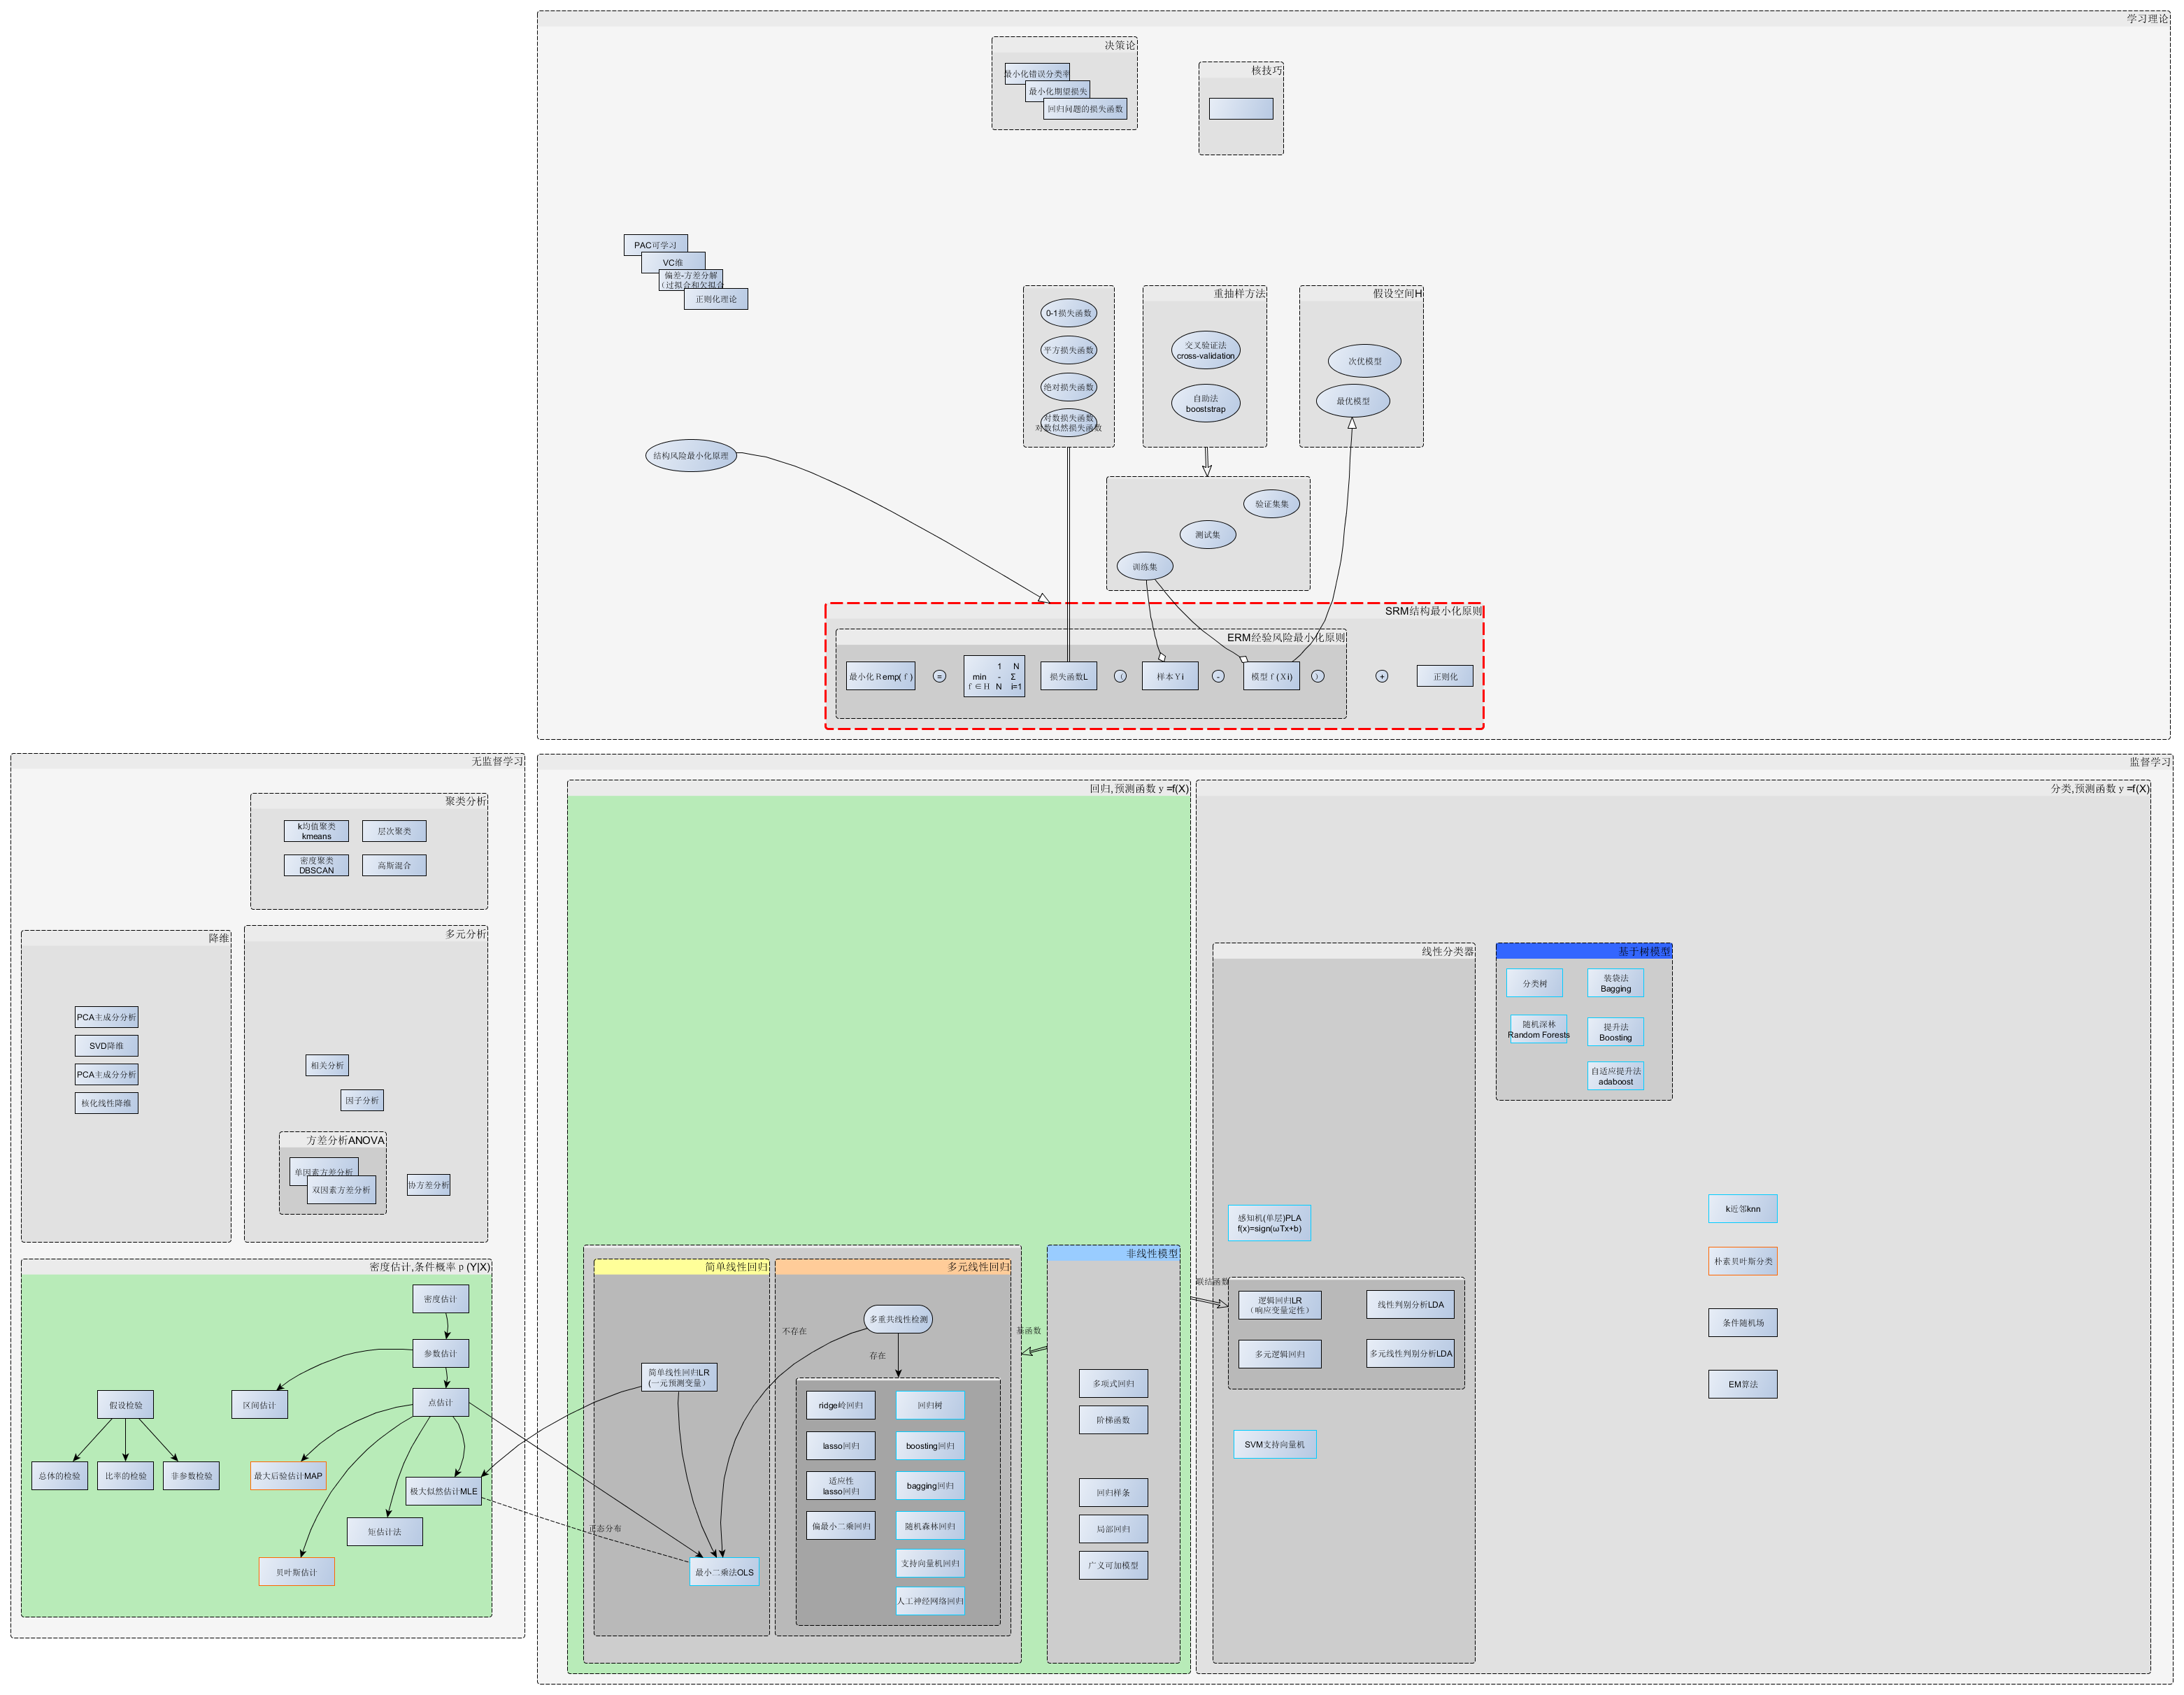 学习理论
决策论
最小化错误分类率
最小化期望损失
回归问题的损失函数
核技巧
PAC可学习
VC维
偏差-方差分解
（过拟合和欠拟合
正则化理论
0-1损失函数
平方损失函数
绝对损失函数
对数损失函数
对数似然损失函数
重抽样方法
交叉验证法
cross-validation
自助法
booststrap
假设空间H
次优模型
最优模型
结构风险最小化原理
验证集集
测试集
训练集
SRM结构最小化原则
ERM经验风险最小化原则
最小化Remp(f)
=
1 N
min - Σ
f∈H N i=1
损失函数L
（
样本Yi
-
模型f(Xi)
）
+
正则化
无监督学习
聚类分析
k均值聚类
kmeans
层次聚类
密度聚类
DBSCAN
高斯混合
降维
PCA主成分分析
SVD降维
PCA主成分分析
核化线性降维
多元分析
相关分析
因子分析
方差分析ANOVA
单因素方差分析
双因素方差分析
协方差分析
密度估计,条件概率p(Y|X)
密度估计
参数估计
假设检验
区间估计
点估计
总体的检验
比率的检验
非参数检验
最大后验估计MAP
极大似然估计MLE
矩估计法
贝叶斯估计
监督学习
回归,预测函数y=f(X)
简单线性回归
简单线性回归LR
(一元预测变量)
正态分布
最小二乘法OLS
多元线性回归
多重共线性检测
不存在
存在
ridge岭回归
回归树
lasso回归
boosting回归
适应性
lasso回归
bagging回归
偏最小二乘回归
随机森林回归
支持向量机回归
人工神经网络回归
基函数
非线性模型
多项式回归
阶梯函数
回归样条
局部回归
广义可加模型
分类,预测函数y=f(X)
线性分类器
感知机(单层)PLA
f(x)=sign(ωTx+b)
联结函数
逻辑回归LR
（响应变量定性）
线性判别分析LDA
多元逻辑回归
多元线性判别分析LDA
SVM支持向量机
基于树模型
分类树
装袋法
Bagging
随机深林
Random Forests
提升法
Boosting
自适应提升法
adaboost
k近邻knn
朴素贝叶斯分类
条件随机场
EM算法